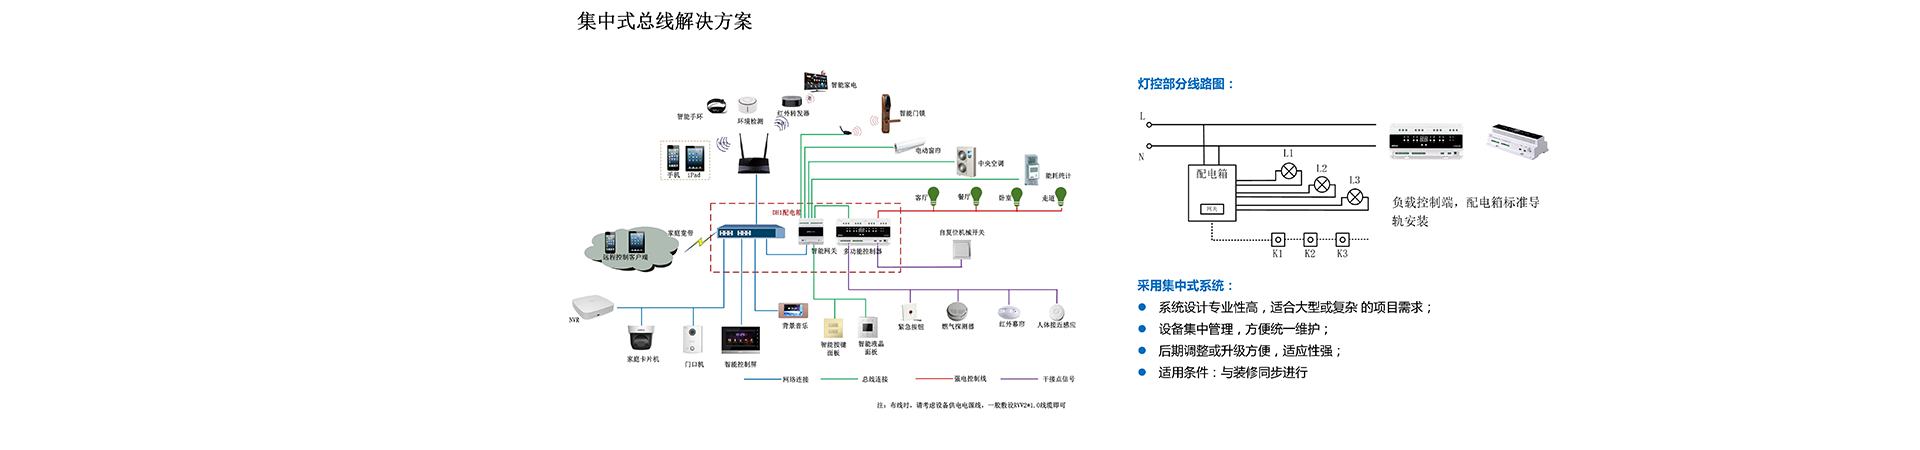 集中式总线解决方案
智能家电
智能手环
环境检测
红外转发器
智能门锁
手机
iPad
电动窗帘
中央空调
能耗统计
客厅
餐厅
卧室
走道
DH1配电箱
家庭宽带
远程控制客户端
智能网关
多功能控制器
自复位机械开关
NVR
家庭卡片机
门口机
智能控制屏
背景音乐
智能按键
面板
智能液晶
面板
紧急按钮
燃气探测器
红外幕帘
人体接近感应
网络连接
总线连接
强电控制线
干接点信号
注：布线时，请考虑设备供电电源线，一般敷设RVV2*1.0线缆即可
灯控部分线路图：
L
N
配电箱
网关
L1
L2
L3
K1
K2
K3
负载控制端，配电箱标准导
轨安装
采用集中式系统：
● 系统设计专业性高，适合大型或复杂 的项目需求；
● 设备集中管理，方便统一维护；
● 后期调整或升级方便，适应性强；
● 适用条件：与装修同步进行